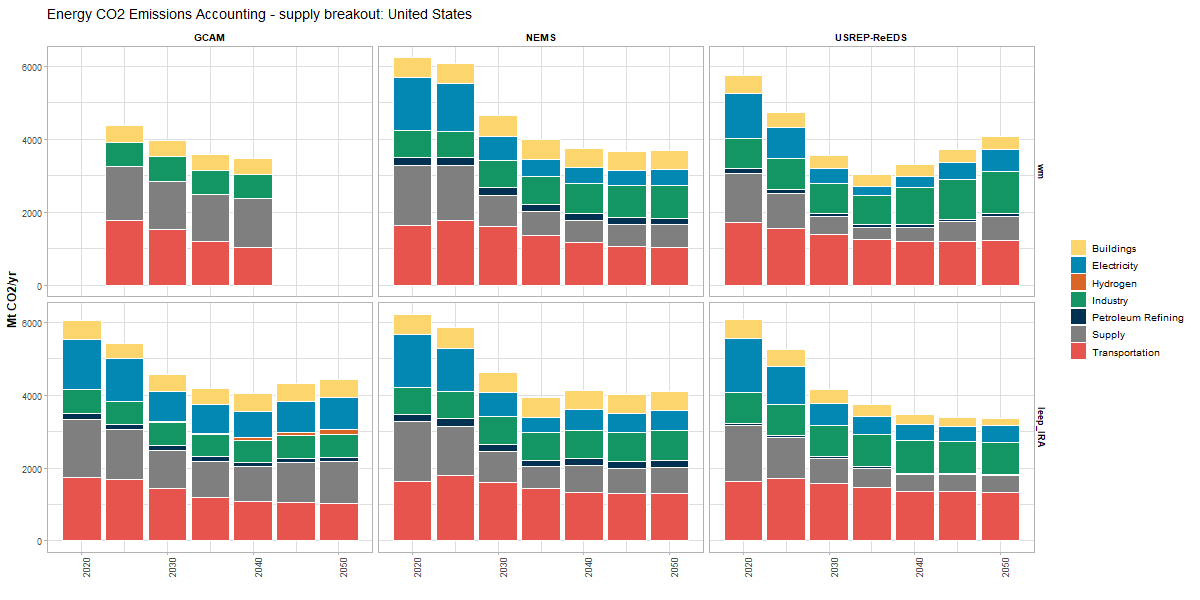 Energy CO2 Emissions Accounting - supply breakout: United States
GCAM
NEMS
USREP-ReEDS
Mt CO2/yr
6000
4000
2000
0
wm
6000
4000
2000
0
leep_IRA
2020
2030
2040
2050
2020
2030
2040
2050
2020
2030
2040
2050
Buildings
Electricity
Hydrogen
Industry
Petroleum Refining
Supply
Transportation